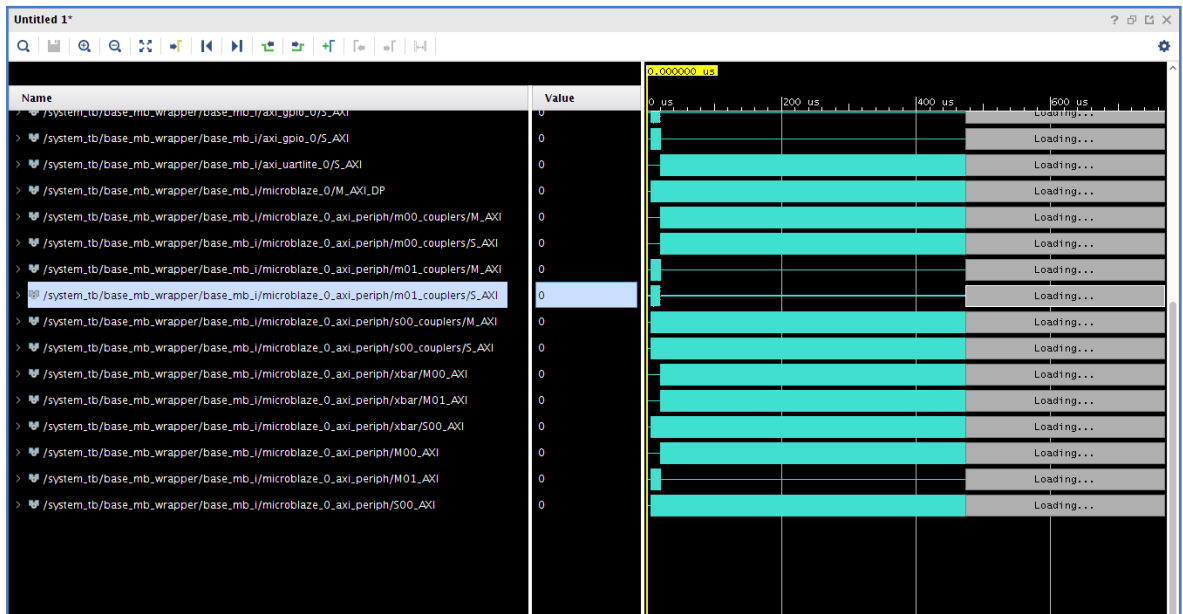 Untitled 1*
0.000000 us
Name Value
0 us 200 us 400 us 600 us
/system_tb/base_mb_wrapper/base_mb_i/axi_gpio_0/S_AXI 0 Loading...
/system_tb/base_mb_wrapper/base_mb_i/axi_gpio_0/S_AXI 0 Loading...
/system_tb/base_mb_wrapper/base_mb_i/axi_uartlite_0/S_AXI 0 Loading...
/system_tb/base_mb_wrapper/base_mb_i/microblaze_0/M_AXI_DP 0 Loading...
/system_tb/base_mb_wrapper/base_mb_i/microblaze_0_axi_periph/m00_couplers/M_AXI 0 Loading...
/system_tb/base_mb_wrapper/base_mb_i/microblaze_0_axi_periph/m00_couplers/S_AXI 0 Loading...
/system_tb/base_mb_wrapper/base_mb_i/microblaze_0_axi_periph/m01_couplers/M_AXI 0 Loading...
/system_tb/base_mb_wrapper/base_mb_i/microblaze_0_axi_periph/m01_couplers/S_AXI 0 Loading...
/system_tb/base_mb_wrapper/base_mb_i/microblaze_0_axi_periph/s00_couplers/M_AXI 0 Loading...
/system_tb/base_mb_wrapper/base_mb_i/microblaze_0_axi_periph/s00_couplers/S_AXI 0 Loading...
/system_tb/base_mb_wrapper/base_mb_i/microblaze_0_axi_periph/xbar/M00_AXI 0 Loading...
/system_tb/base_mb_wrapper/base_mb_i/microblaze_0_axi_periph/xbar/M01_AXI 0 Loading...
/system_tb/base_mb_wrapper/base_mb_i/microblaze_0_axi_periph/xbar/S00_AXI 0 Loading...
/system_tb/base_mb_wrapper/base_mb_i/microblaze_0_axi_periph/M00_AXI 0 Loading...
/system_tb/base_mb_wrapper/base_mb_i/microblaze_0_axi_periph/M01_AXI 0 Loading...
/system_tb/base_mb_wrapper/base_mb_i/microblaze_0_axi_periph/S00_AXI 0 Loading...